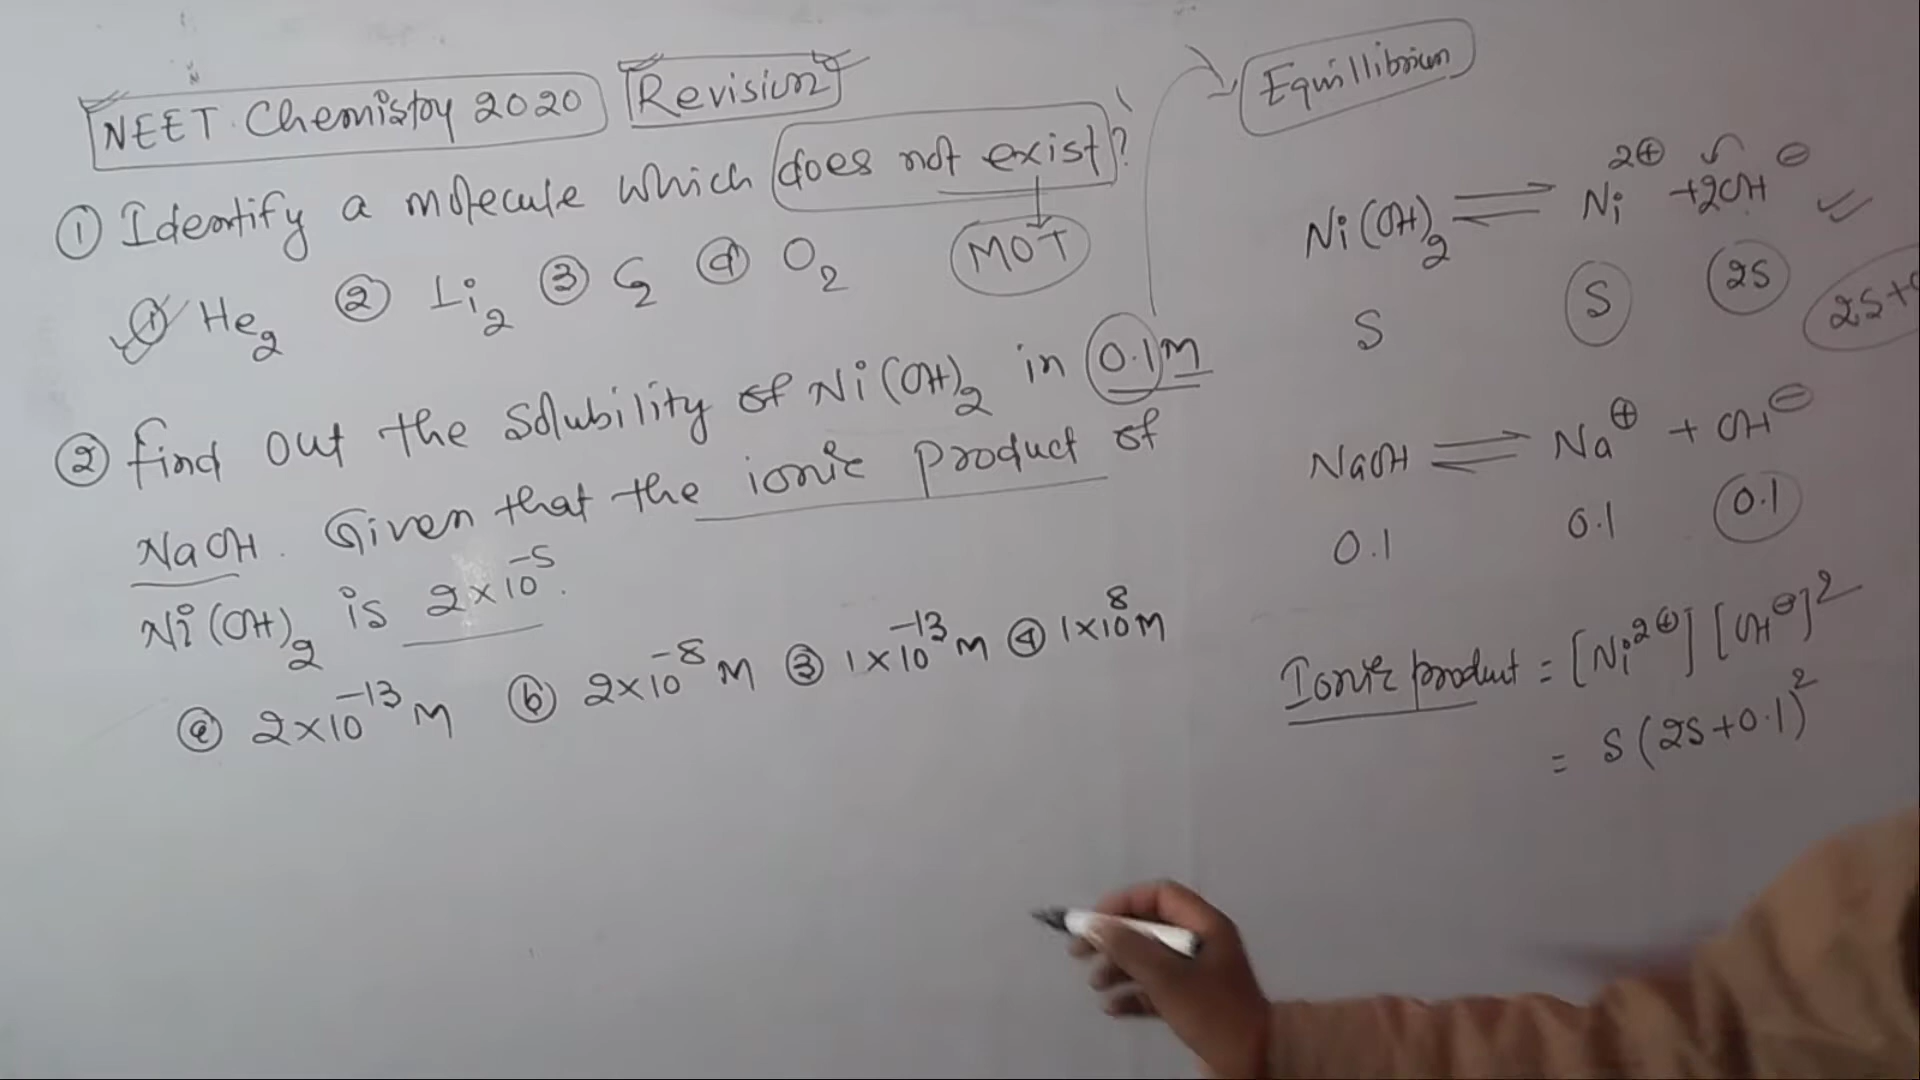 NEET Chemistry 2020 Revision
① Identify a molecule which does not exist?
① He₂ ② Li₂ ③ C₂ ④ O₂
MOT
② find out the Solubility of Ni(OH)₂ in 0.1 M
NaOH. Given that the ionic product of
Ni(OH)₂ is 2×10⁻⁵.
ⓐ 2×10⁻¹³ M ⓑ 2×10⁻⁸ M ③ 1×10⁻¹³ M ④ 1×10⁸ M
Equillibrium
Ni(OH)₂ ⇌ Ni²⊕ + 2OH⊖
S S 2S
2S+
NaOH ⇌ Na⊕ + OH⊖
0.1 0.1 0.1
Ionic product = [Ni²⊕] [OH⊖]²
= S(2S+0.1)²